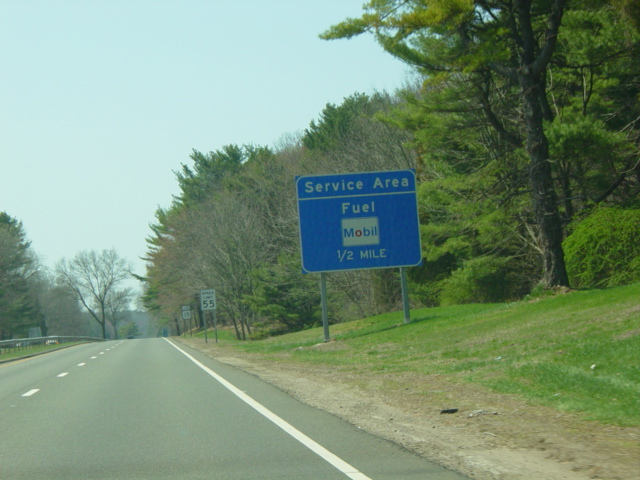 Service Area
Fuel
Mobil
1/2 MILE
55